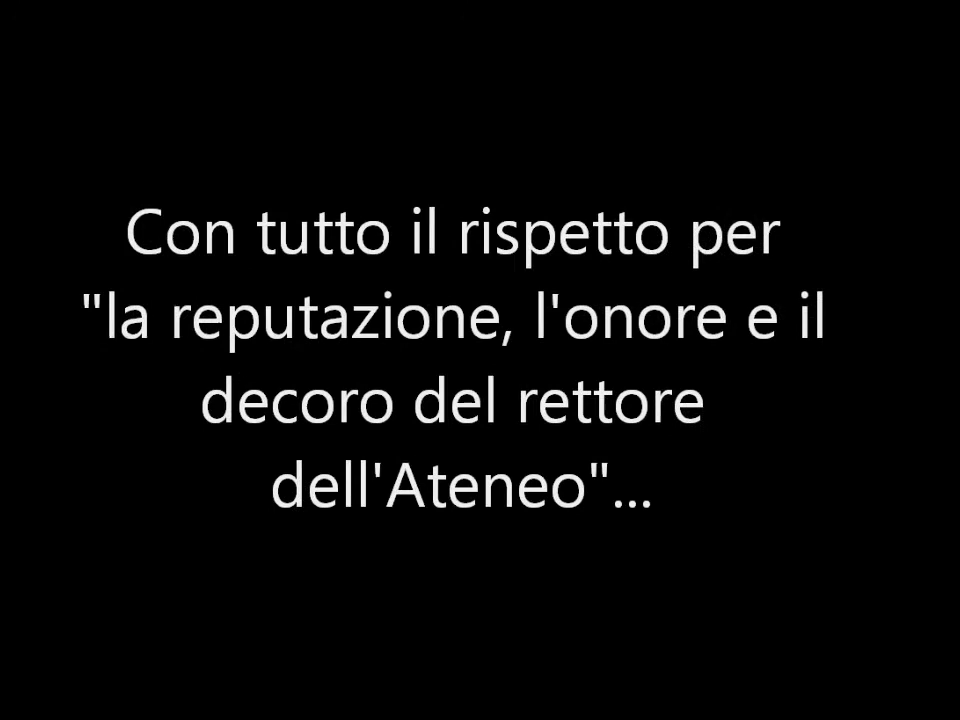 Con tutto il rispetto per
"la reputazione, l'onore e il
decoro del rettore
dell'Ateneo"...